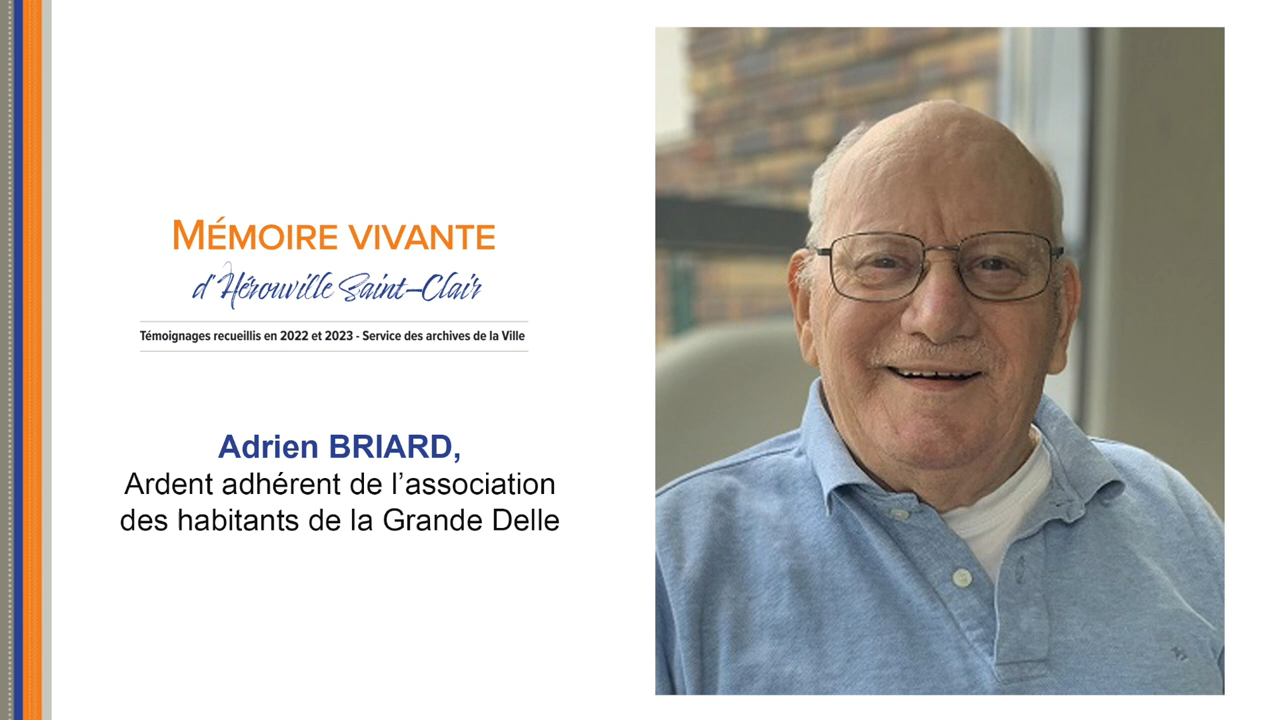 MÉMOIRE VIVANTE
d'Hérouville Saint-Clair
Témoignages recueillis en 2022 et 2023 - Service des archives de la Ville
Adrien BRIARD,
Ardent adhérent de l’association
des habitants de la Grande Delle